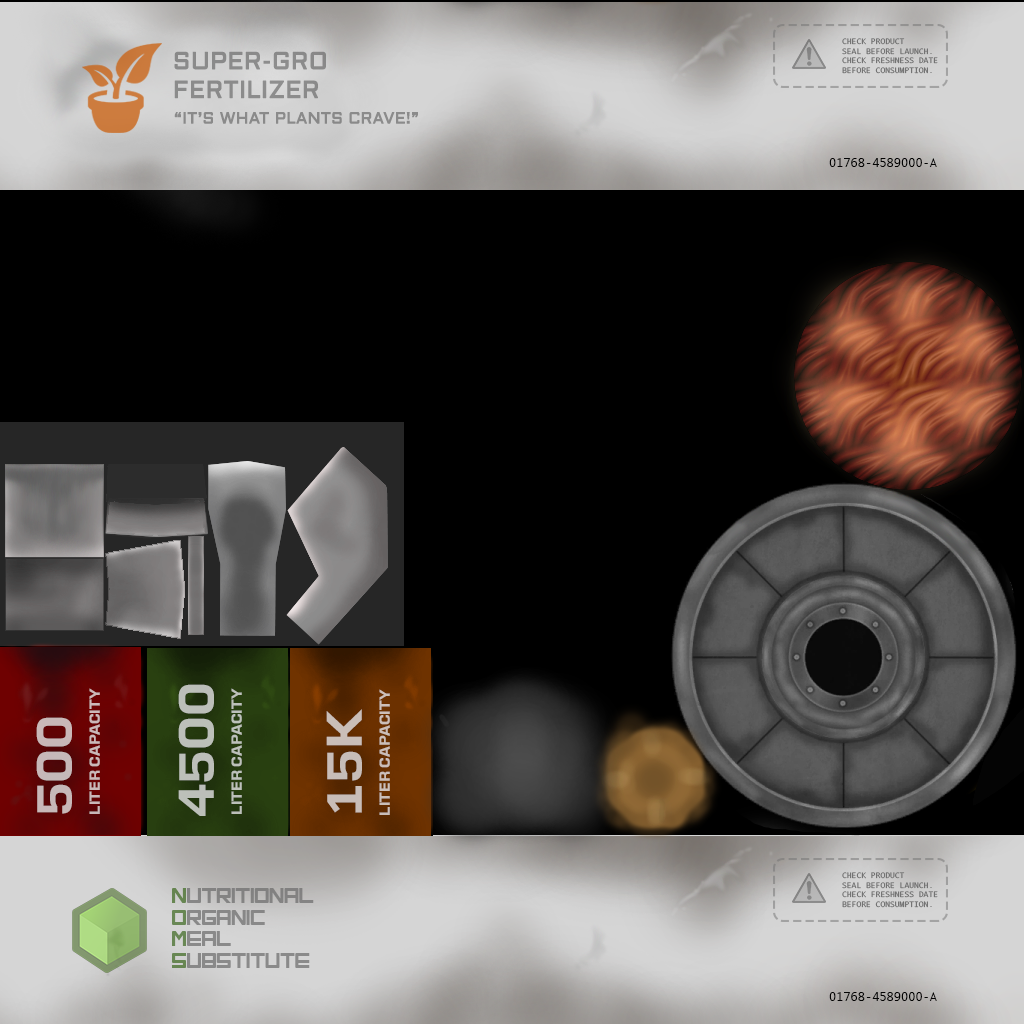 SUPER-GRO
FERTILIZER
“IT'S WHAT PLANTS CRAVE!”
CHECK PRODUCT
SEAL BEFORE LAUNCH.
CHECK FRESHNESS DATE
BEFORE CONSUMPTION.
01768-4589000-A
500
LITER CAPACITY
4500
LITER CAPACITY
15K
LITER CAPACITY
NUTRITIONAL
ORGANIC
MEAL
SUBSTITUTE
CHECK PRODUCT
SEAL BEFORE LAUNCH.
CHECK FRESHNESS DATE
BEFORE CONSUMPTION.
01768-4589000-A